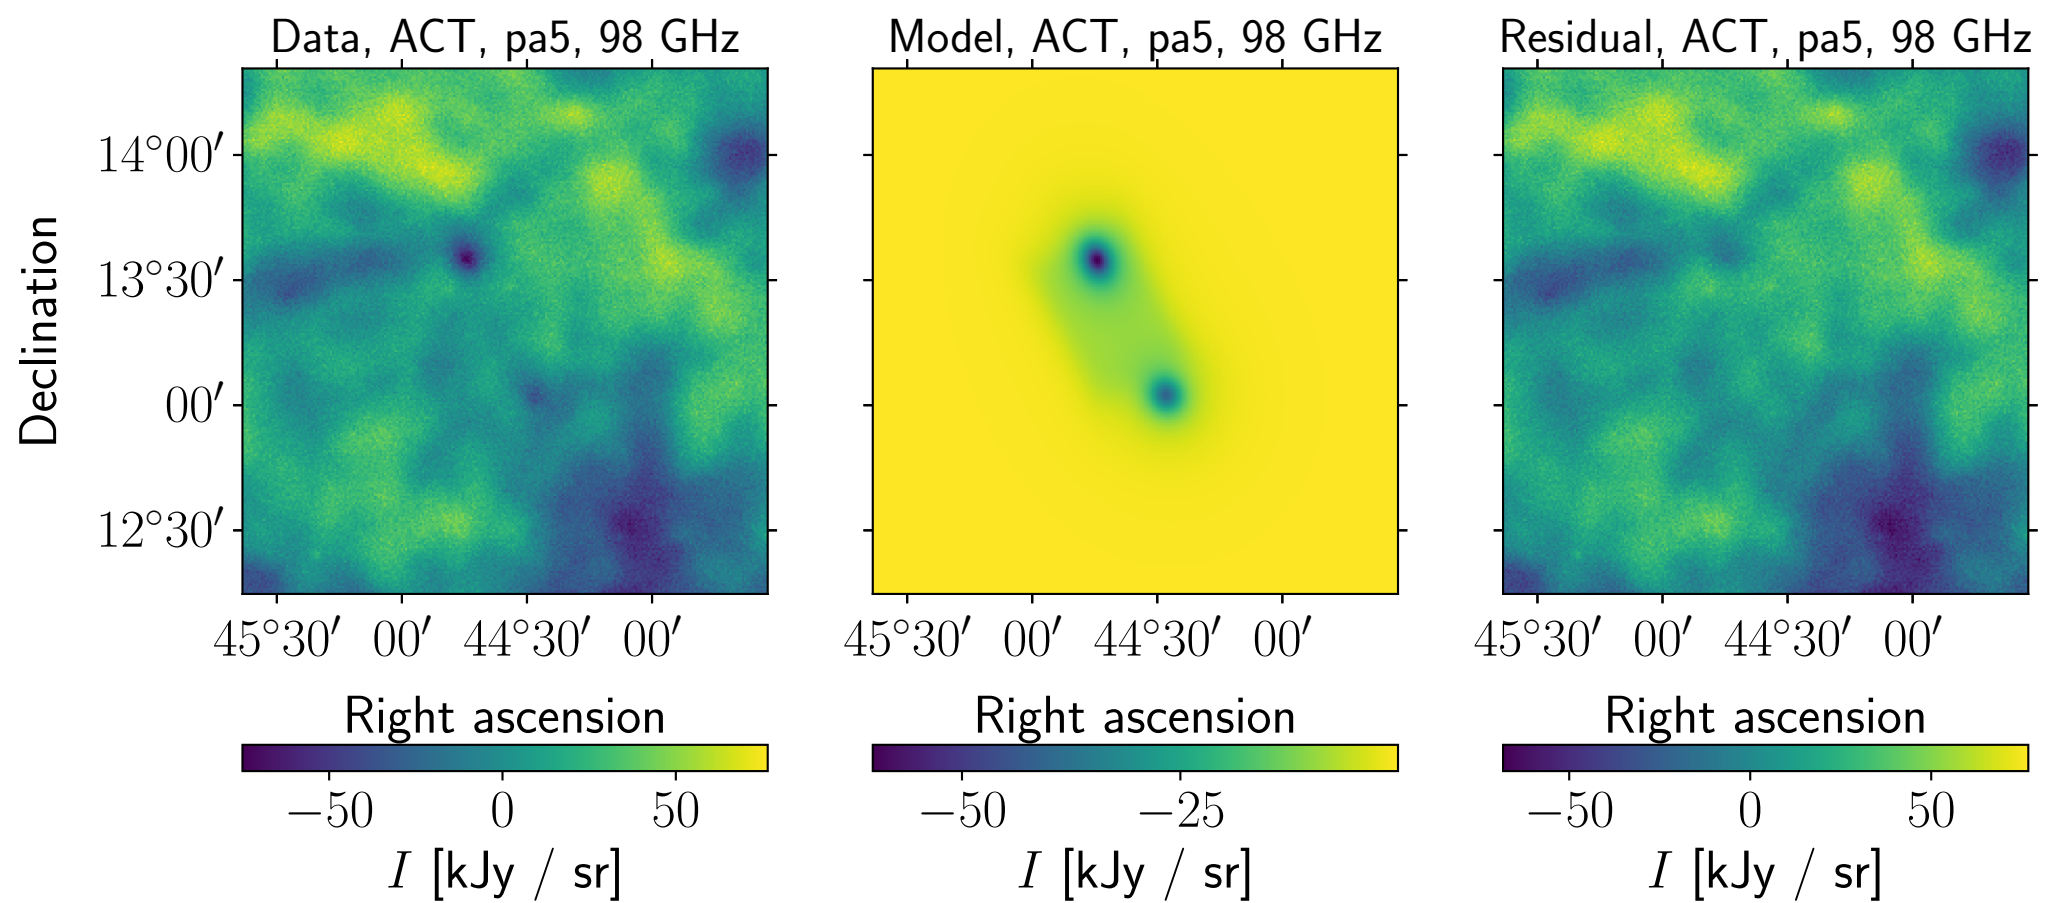 Data, ACT, pa5, 98 GHz
Model, ACT, pa5, 98 GHz
Residual, ACT, pa5, 98 GHz
Declination
14°00′
13°30′
00′
12°30′
45°30′ 00′ 44°30′ 00′
45°30′ 00′ 44°30′ 00′
45°30′ 00′ 44°30′ 00′
Right ascension
Right ascension
Right ascension
−50 0 50
−50 −25
−50 0 50
I [kJy / sr]
I [kJy / sr]
I [kJy / sr]